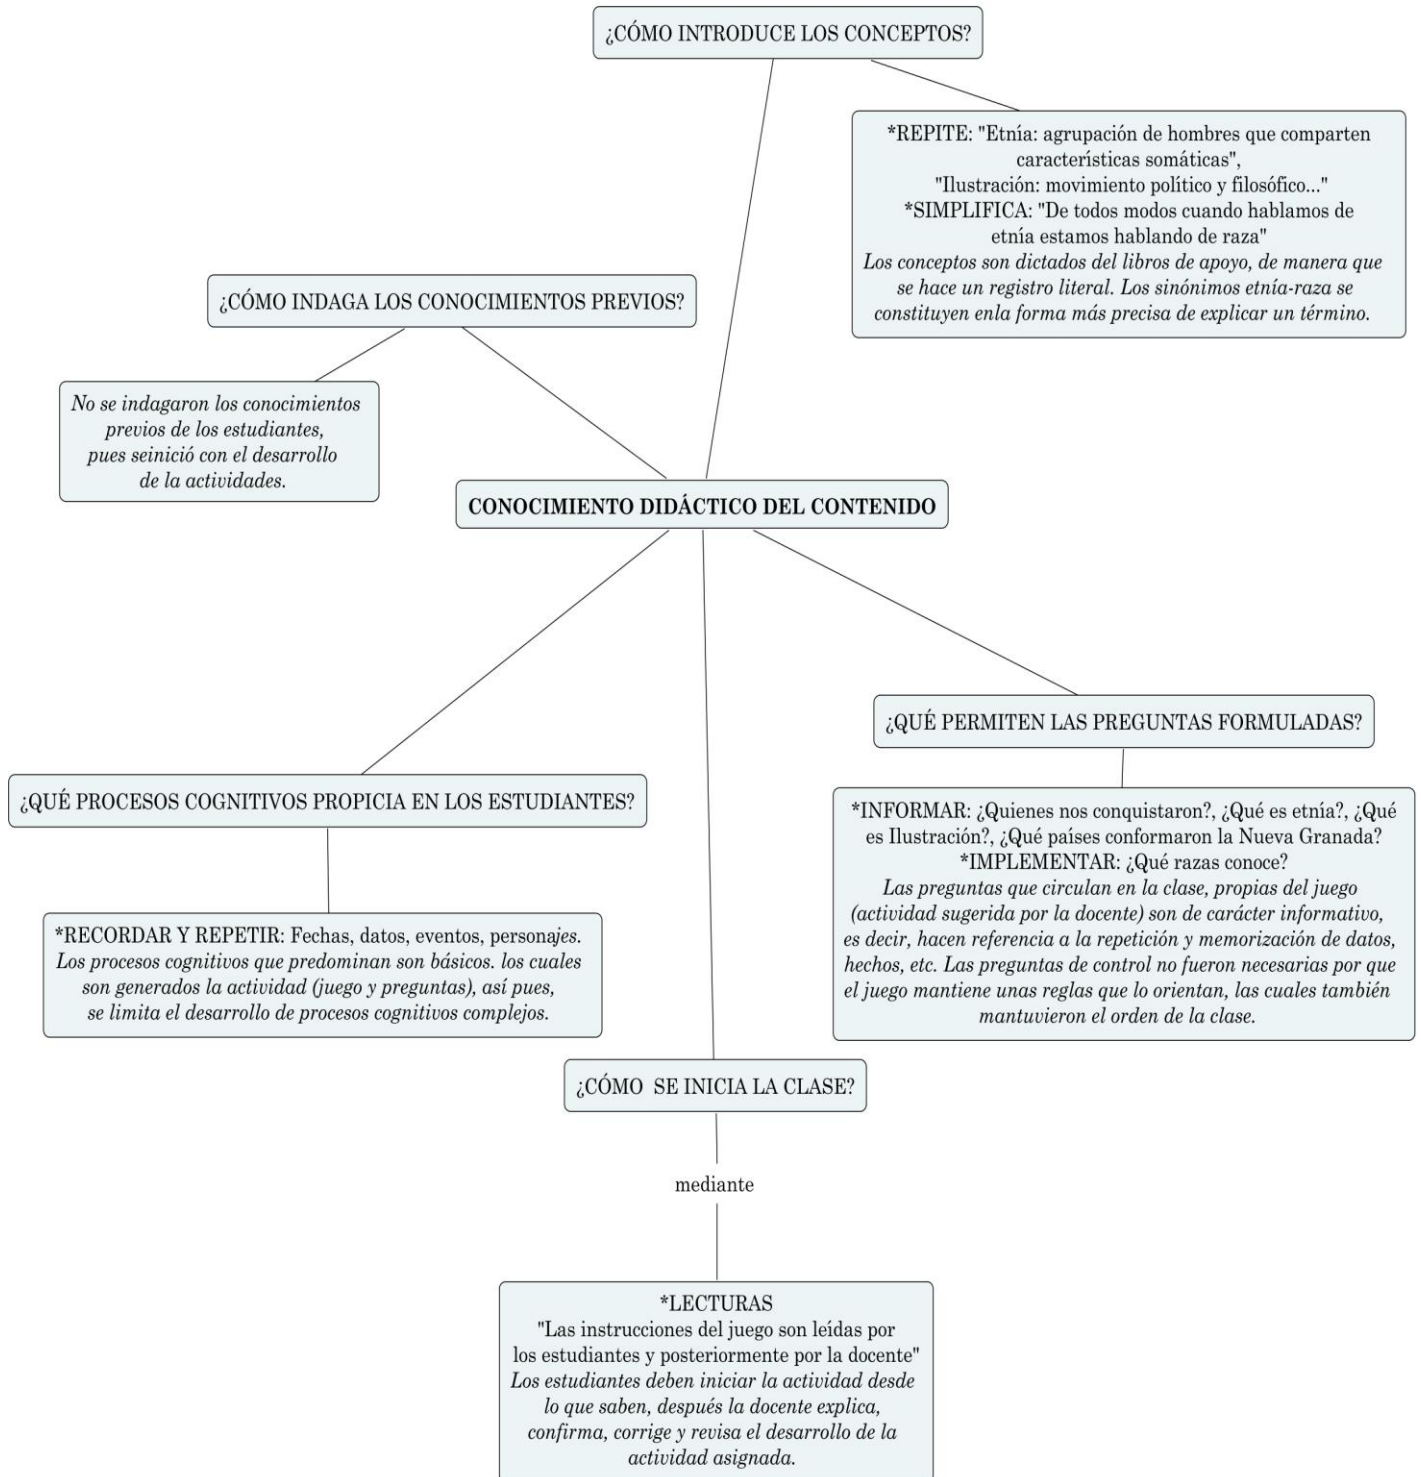 ¿CÓMO INTRODUCE LOS CONCEPTOS?
*REPITE: "Etnía: agrupación de hombres que comparten
características somáticas",
"Ilustración: movimiento político y filosófico..."
*SIMPLIFICA: "De todos modos cuando hablamos de
etnía estamos hablando de raza"
Los conceptos son dictados del libros de apoyo, de manera que
se hace un registro literal. Los sinónimos etnía-raza se
constituyen enla forma más precisa de explicar un término.
¿CÓMO INDAGA LOS CONOCIMIENTOS PREVIOS?
No se indagaron los conocimientos
previos de los estudiantes,
pues seinició con el desarrollo
de la actividades.
CONOCIMIENTO DIDÁCTICO DEL CONTENIDO
¿QUÉ PERMITEN LAS PREGUNTAS FORMULADAS?
*INFORMAR: ¿Quienes nos conquistaron?, ¿Qué es etnía?, ¿Qué
es Ilustración?, ¿Qué países conformaron la Nueva Granada?
*IMPLEMENTAR: ¿Qué razas conoce?
Las preguntas que circulan en la clase, propias del juego
(actividad sugerida por la docente) son de carácter informativo,
es decir, hacen referencia a la repetición y memorización de datos,
hechos, etc. Las preguntas de control no fueron necesarias por que
el juego mantiene unas reglas que lo orientan, las cuales también
mantuvieron el orden de la clase.
¿QUÉ PROCESOS COGNITIVOS PROPICIA EN LOS ESTUDIANTES?
*RECORDAR Y REPETIR: Fechas, datos, eventos, personajes.
Los procesos cognitivos que predominan son básicos. los cuales
son generados la actividad (juego y preguntas), así pues,
se limita el desarrollo de procesos cognitivos complejos.
¿CÓMO SE INICIA LA CLASE?
mediante
*LECTURAS
"Las instrucciones del juego son leídas por
los estudiantes y posteriormente por la docente"
Los estudiantes deben iniciar la actividad desde
lo que saben, después la docente explica,
confirma, corrige y revisa el desarrollo de la
actividad asignada.